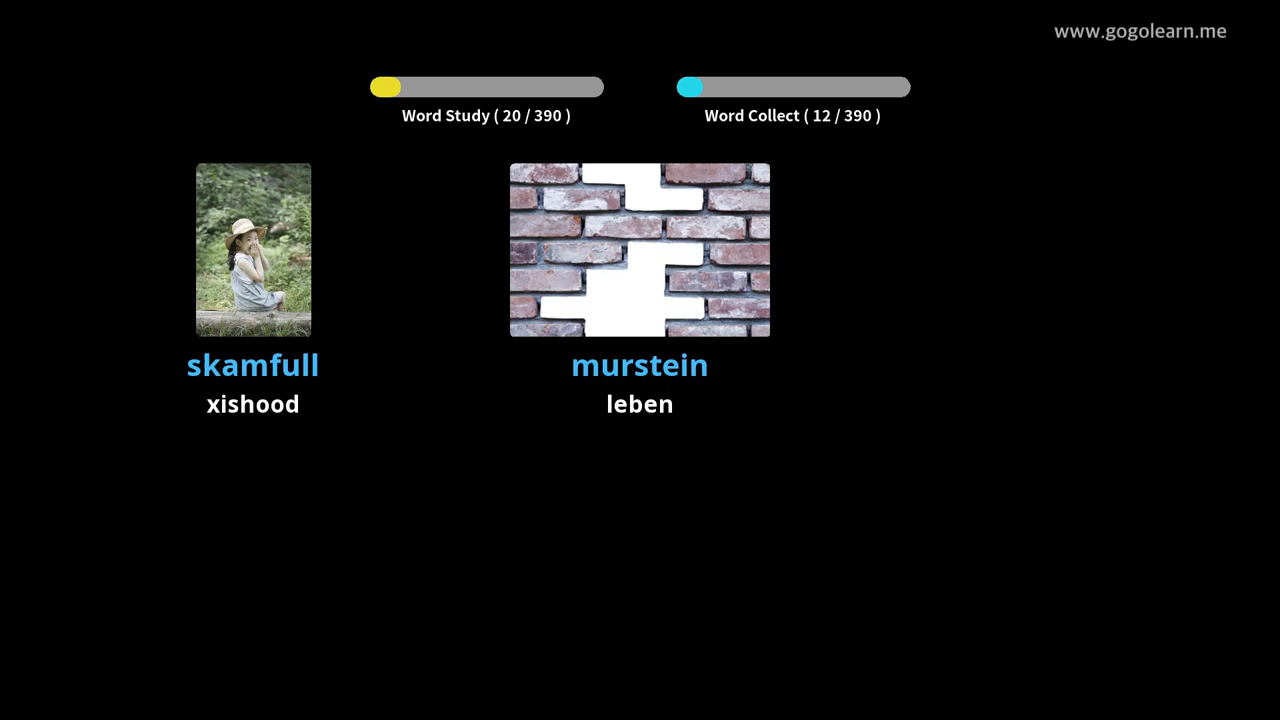 www.gogolearn.me
Word Study ( 20 / 390 )
Word Collect ( 12 / 390 )
skamfull
xishood
murstein
leben